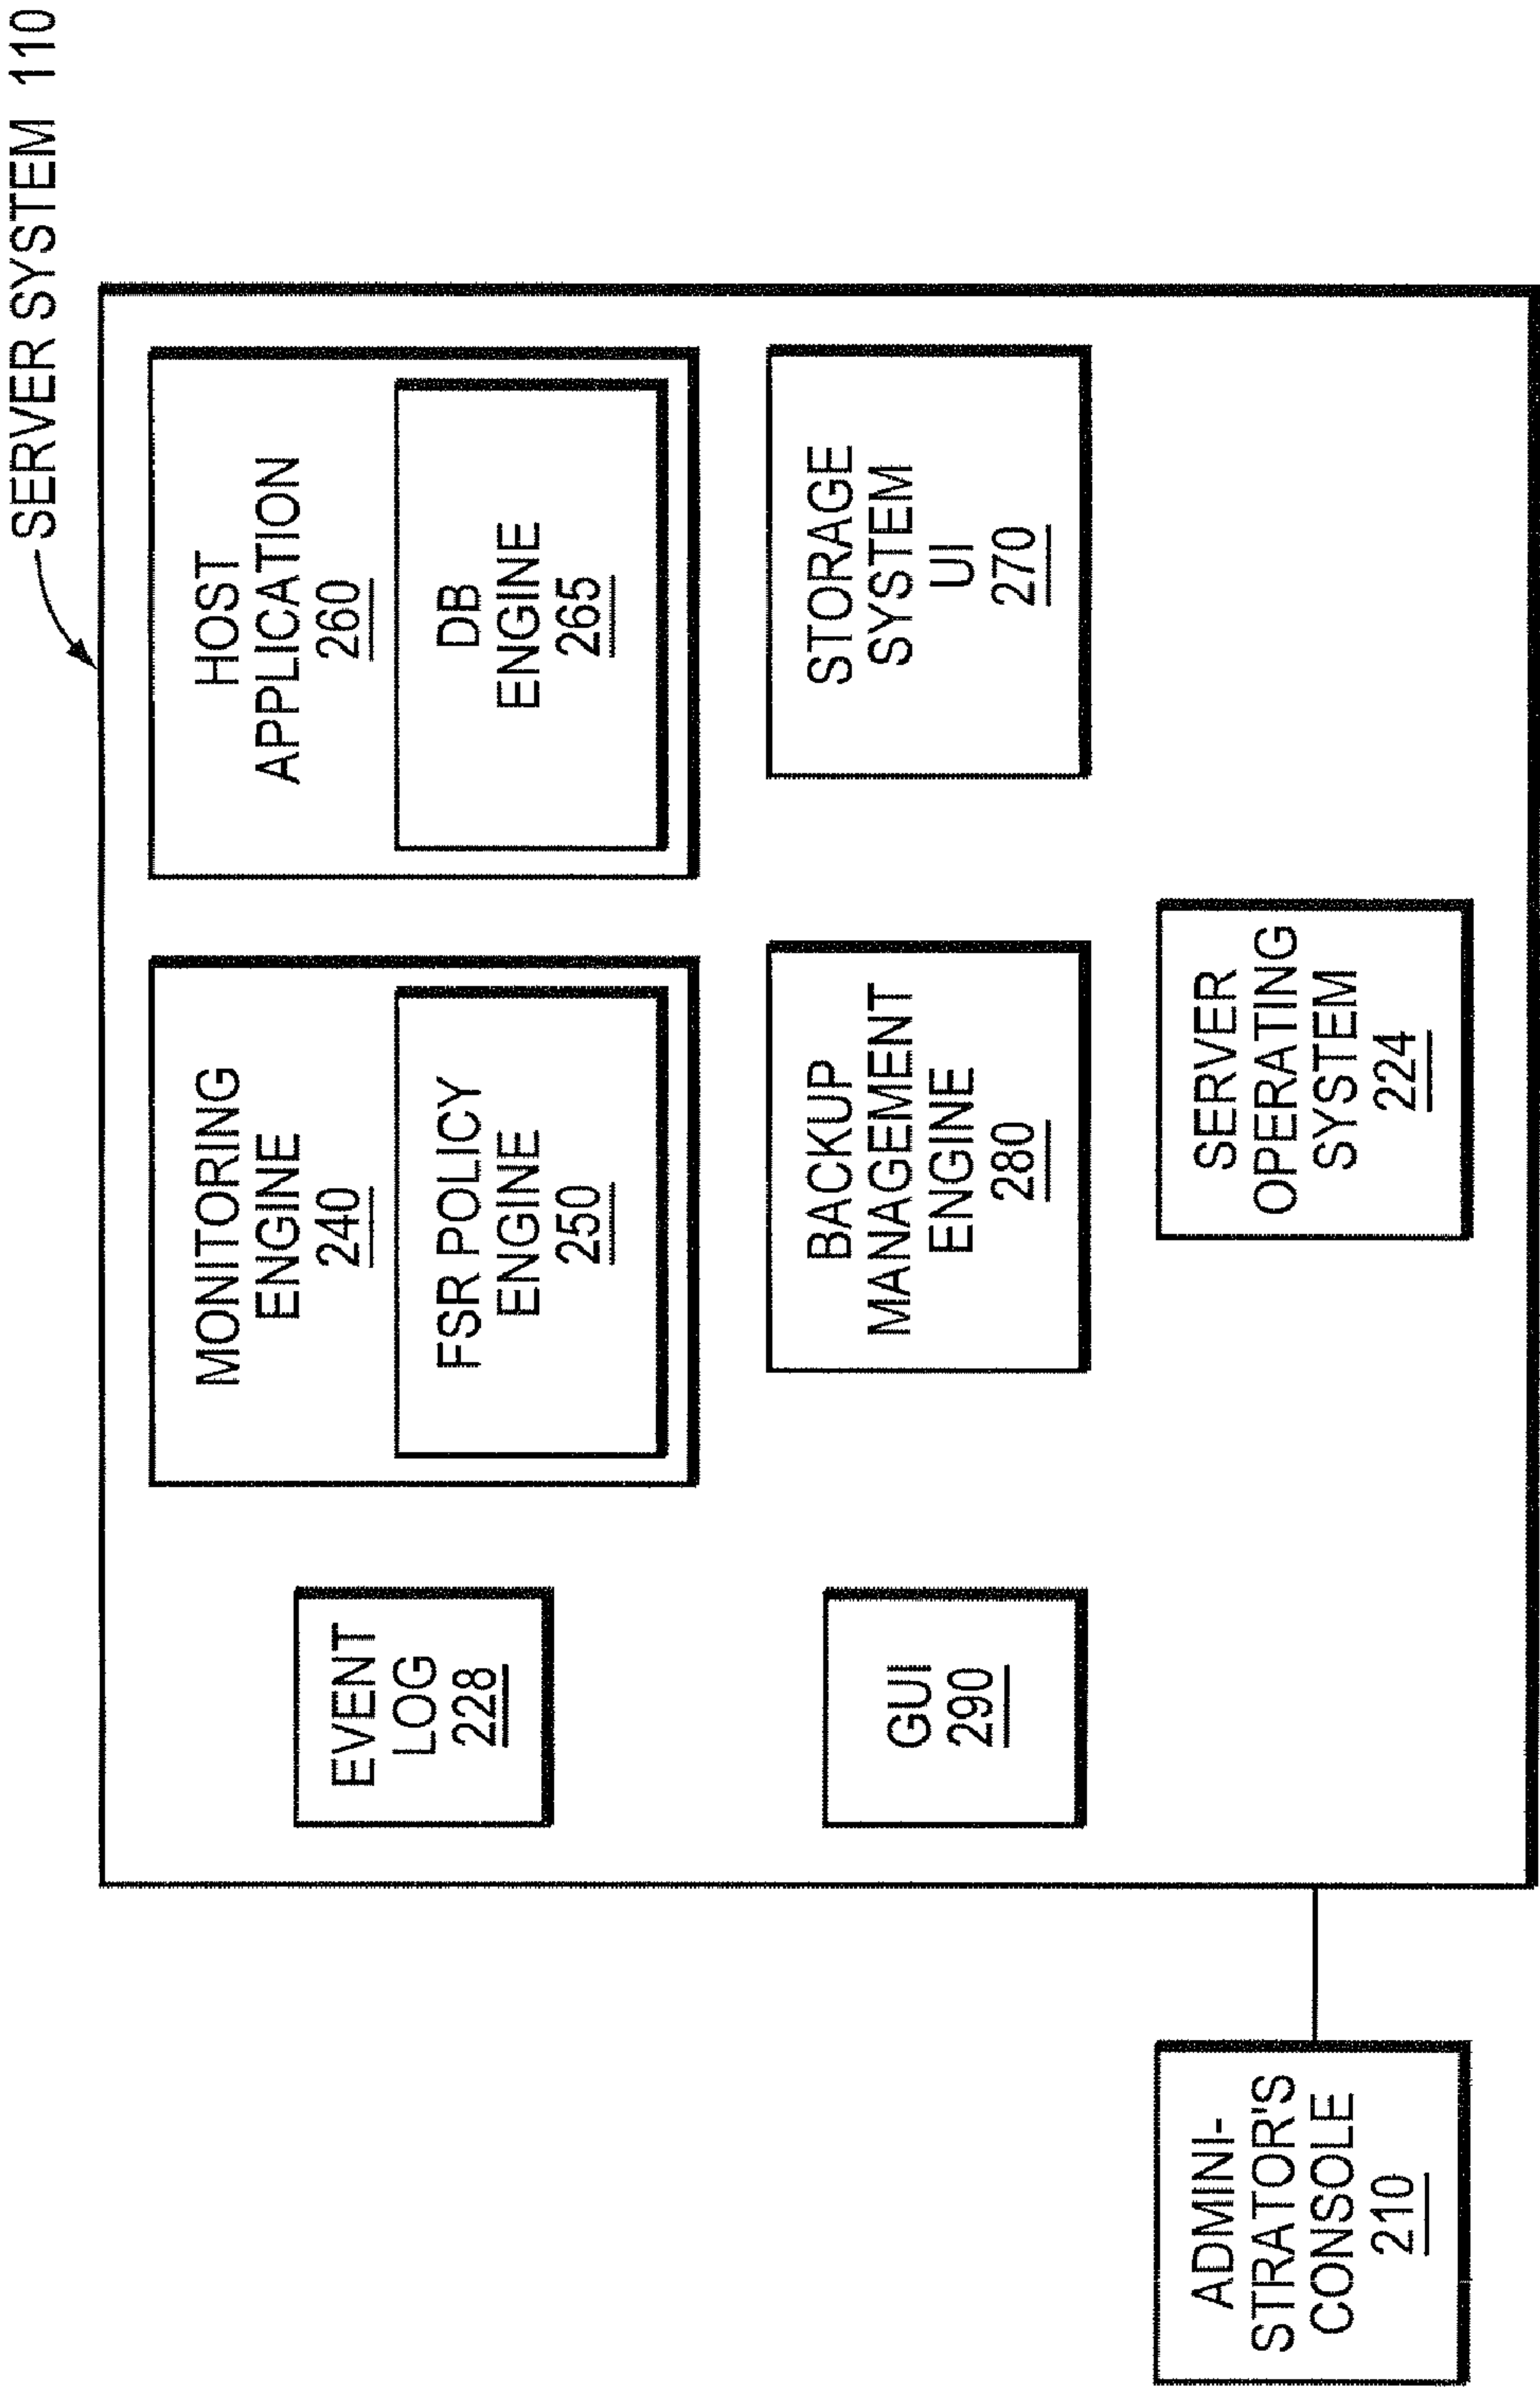 SERVER SYSTEM 110
EVENT
LOG
228
MONITORING
ENGINE
240
FSR POLICY
ENGINE
250
HOST
APPLICATION
260
DB
ENGINE
265
GUI
290
BACKUP
MANAGEMENT
ENGINE
280
STORAGE
SYSTEM
UI
270
ADMINI-
STRATOR'S
CONSOLE
210
SERVER
OPERATING
SYSTEM
224